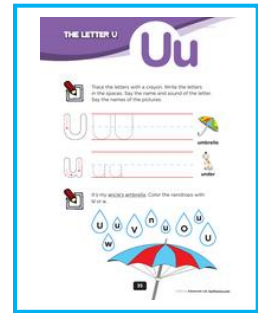 THE LETTER U
Uu
Trace the letters with a crayon. Write the letters
in the spaces. Say the name and sound of the letter.
Say the names of the pictures.
U U U
umbrella
u u u
under
It's my uncle's umbrella. Color the raindrops with
U or u.
U u v n u O u U
w